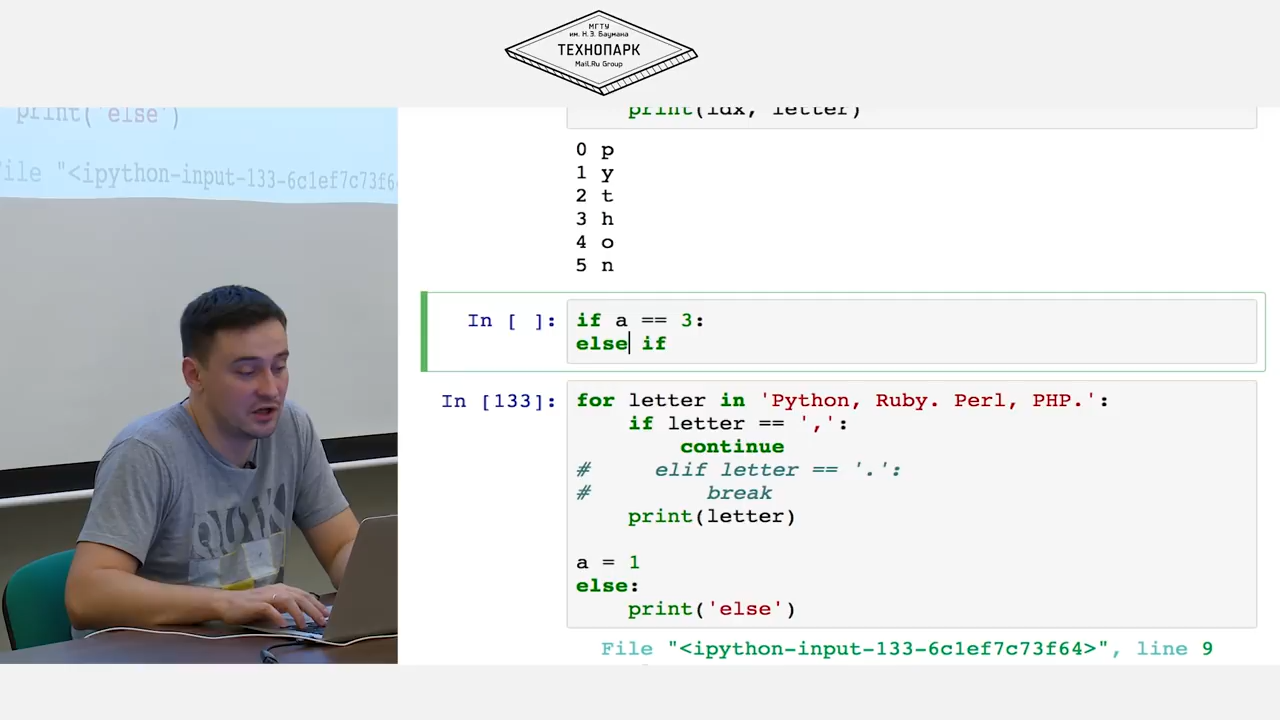 МГТУ
им. Н.Э. Баумана
ТЕХНОПАРК
Mail.Ru Group
print('else')
File "<ipython-input-133-6c1ef7c73f6
print(idx, letter)
0 p
1 y
2 t
3 h
4 o
5 n
In [ ]:
if a == 3:
else if
In [133]:
for letter in 'Python, Ruby. Perl, PHP.':
    if letter == ',':
        continue
#     elif letter == '.':
#         break
    print(letter)
a = 1
else:
    print('else')
File "<ipython-input-133-6c1ef7c73f64>", line 9